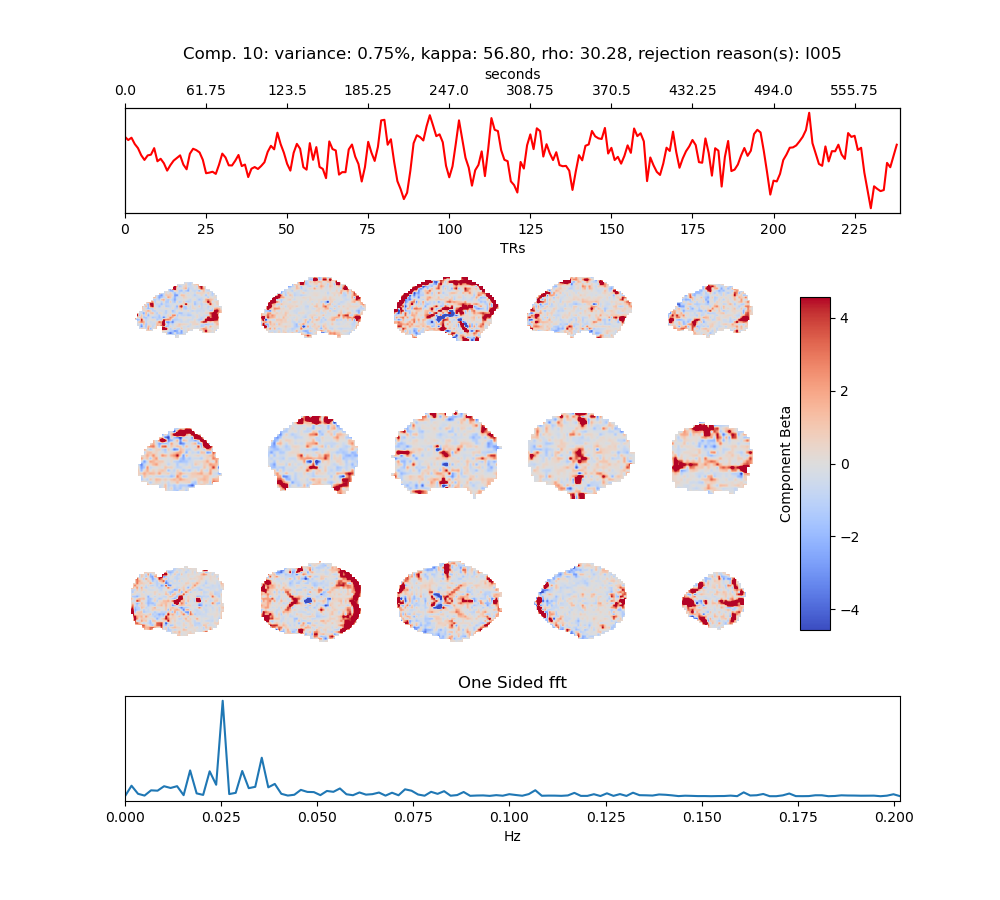 Comp. 10: variance: 0.75%, kappa: 56.80, rho: 30.28, rejection reason(s): I005
seconds
0.0 61.75 123.5 185.25 247.0 308.75 370.5 432.25 494.0 555.75
0 25 50 75 100 125 150 175 200 225
TRs
4
2
0
−2
−4
Component Beta
One Sided fft
0.000 0.025 0.050 0.075 0.100 0.125 0.150 0.175 0.200
Hz